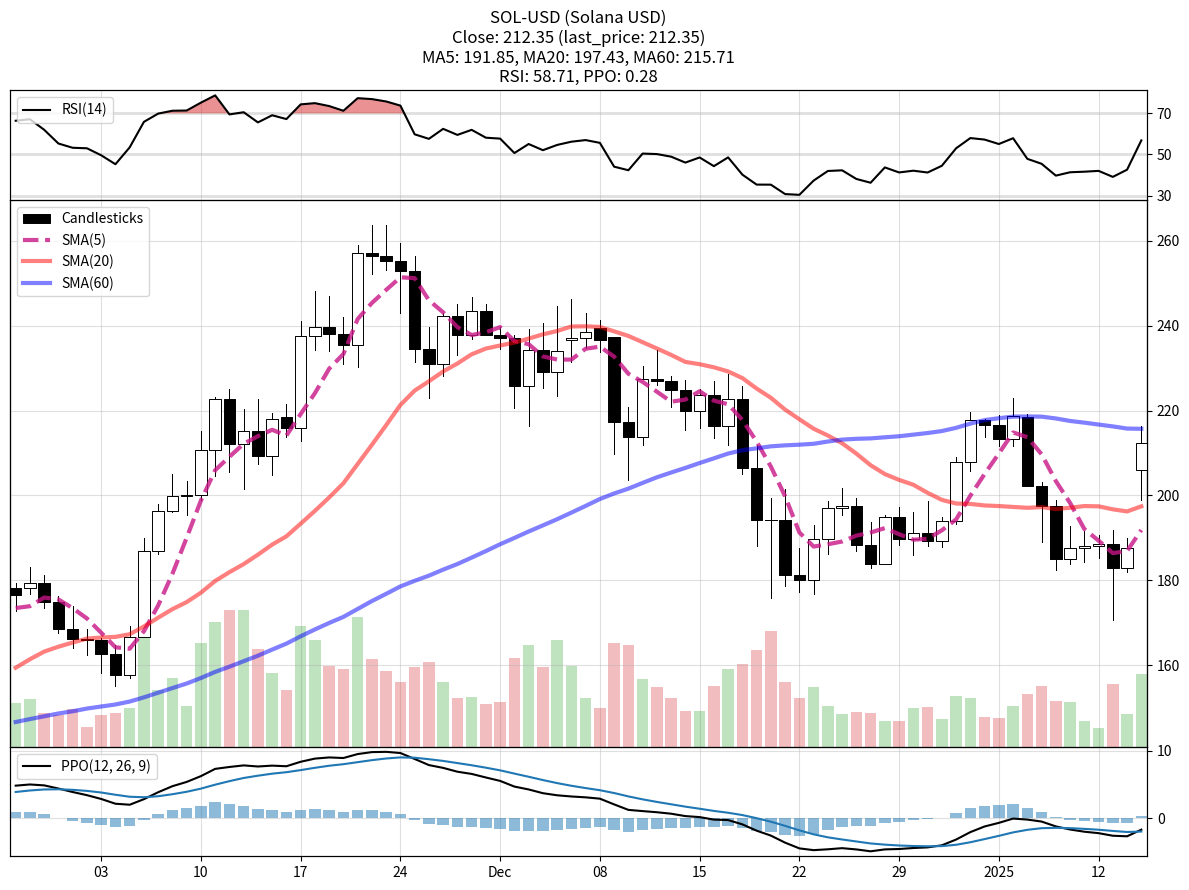 SOL-USD (Solana USD)
Close: 212.35 (last_price: 212.35)
MA5: 191.85, MA20: 197.43, MA60: 215.71
RSI: 58.71, PPO: 0.28
RSI(14)
70
50
30
Candlesticks
SMA(5)
SMA(20)
SMA(60)
260
240
220
200
180
160
PPO(12, 26, 9)
10
0
03 10 17 24 Dec 08 15 22 29 2025 12